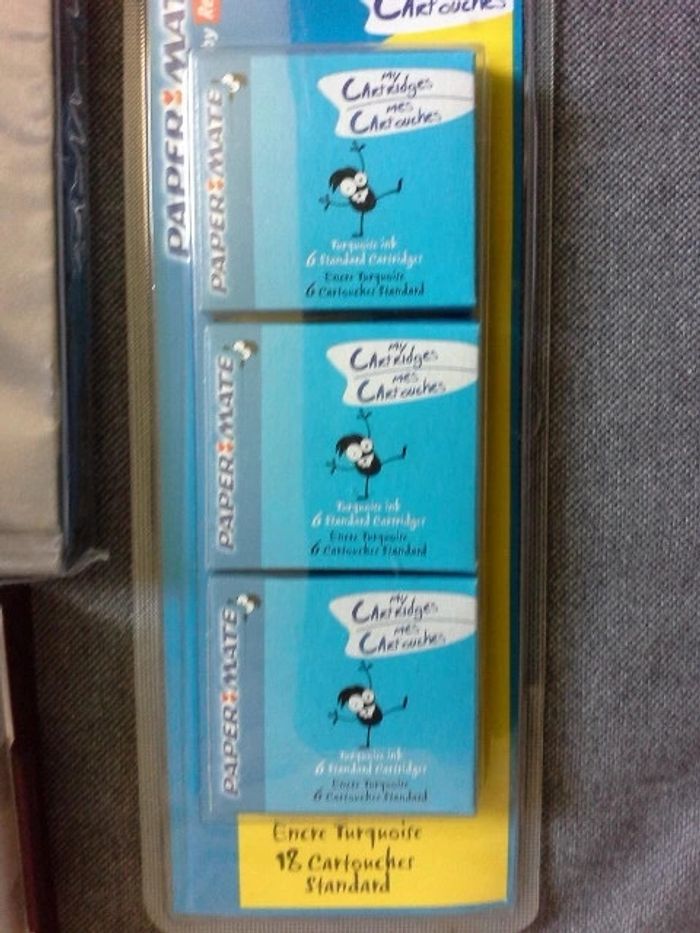 CArtouches
PAPER:MATE
by Re
PAPER:MATE
MY
CArtridges
MES
CArtouches
Turquoise ink
6 Standard Cartridges
Encre Turquoise
6 Cartouches Standard
PAPER:MATE
MY
CArtridges
MES
CArtouches
Turquoise ink
6 Standard Cartridges
Encre Turquoise
6 Cartouches Standard
PAPER:MATE
MY
CArtridges
MES
CArtouches
Turquoise ink
6 Standard Cartridges
Encre Turquoise
6 Cartouches Standard
Encre Turquoise
18 Cartouches
Standard